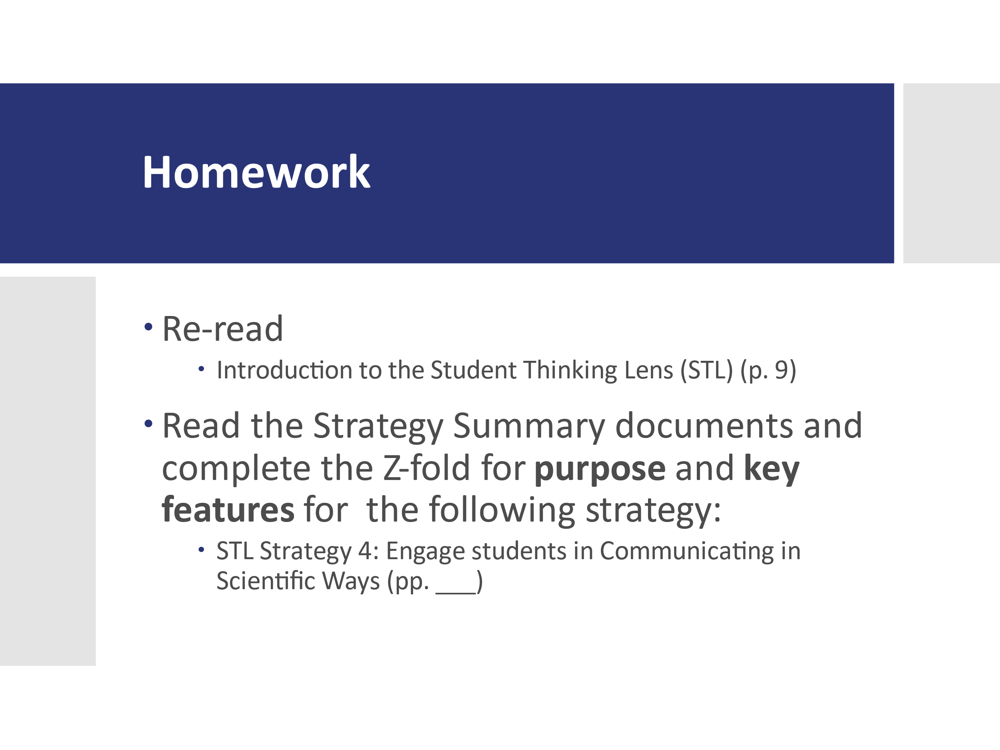 Homework
• Re-read
• Introduction to the Student Thinking Lens (STL) (p. 9)
• Read the Strategy Summary documents and
complete the Z-fold for purpose and key
features for  the following strategy:
• STL Strategy 4: Engage students in Communicating in
Scientific Ways (pp. ____)